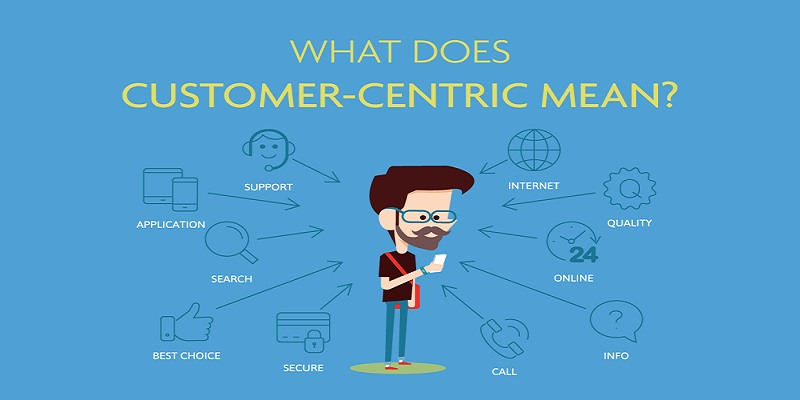 WHAT DOES
CUSTOMER-CENTRIC MEAN?
SUPPORT
INTERNET
APPLICATION
QUALITY
SEARCH
24
ONLINE
BEST CHOICE
SECURE
CALL
?
INFO